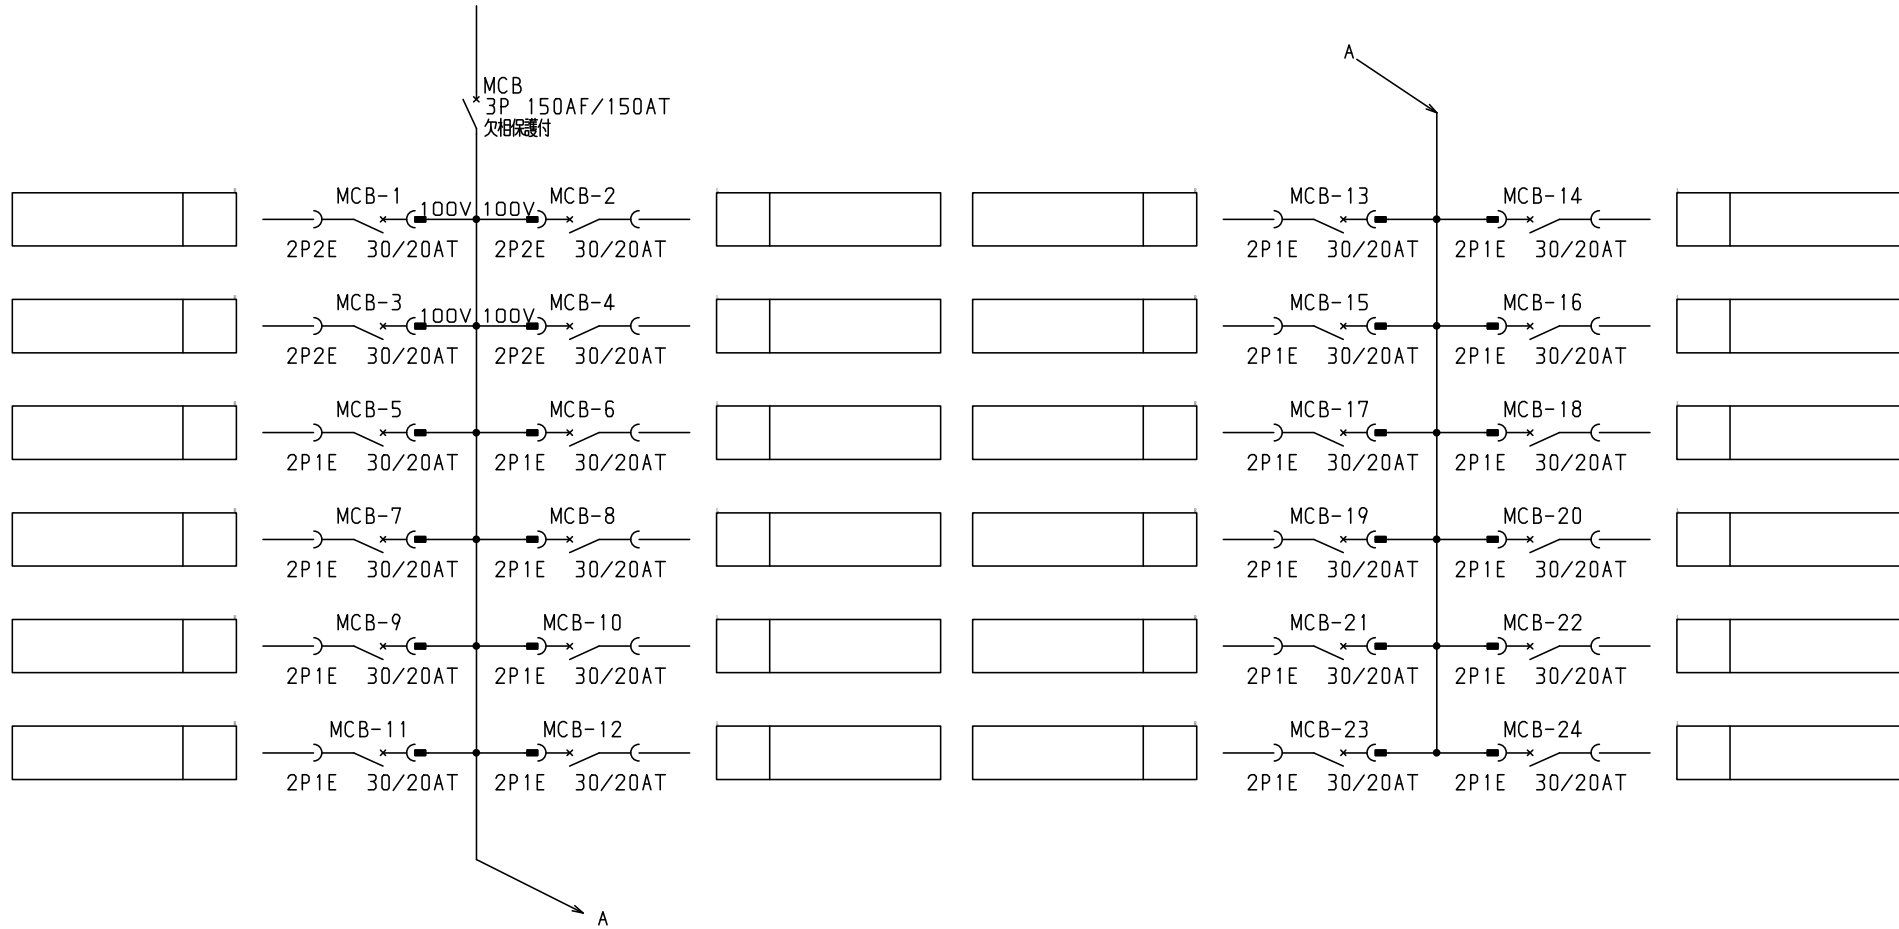 A
MCB
3P 150AF/150AT
欠相保護付
MCB-1 100V 100V MCB-2 MCB-13 MCB-14
2P2E 30/20AT 2P2E 30/20AT 2P1E 30/20AT 2P1E 30/20AT
MCB-3 100V 100V MCB-4 MCB-15 MCB-16
2P2E 30/20AT 2P2E 30/20AT 2P1E 30/20AT 2P1E 30/20AT
MCB-5 MCB-6 MCB-17 MCB-18
2P1E 30/20AT 2P1E 30/20AT 2P1E 30/20AT 2P1E 30/20AT
MCB-7 MCB-8 MCB-19 MCB-20
2P1E 30/20AT 2P1E 30/20AT 2P1E 30/20AT 2P1E 30/20AT
MCB-9 MCB-10 MCB-21 MCB-22
2P1E 30/20AT 2P1E 30/20AT 2P1E 30/20AT 2P1E 30/20AT
MCB-11 MCB-12 MCB-23 MCB-24
2P1E 30/20AT 2P1E 30/20AT 2P1E 30/20AT 2P1E 30/20AT
A